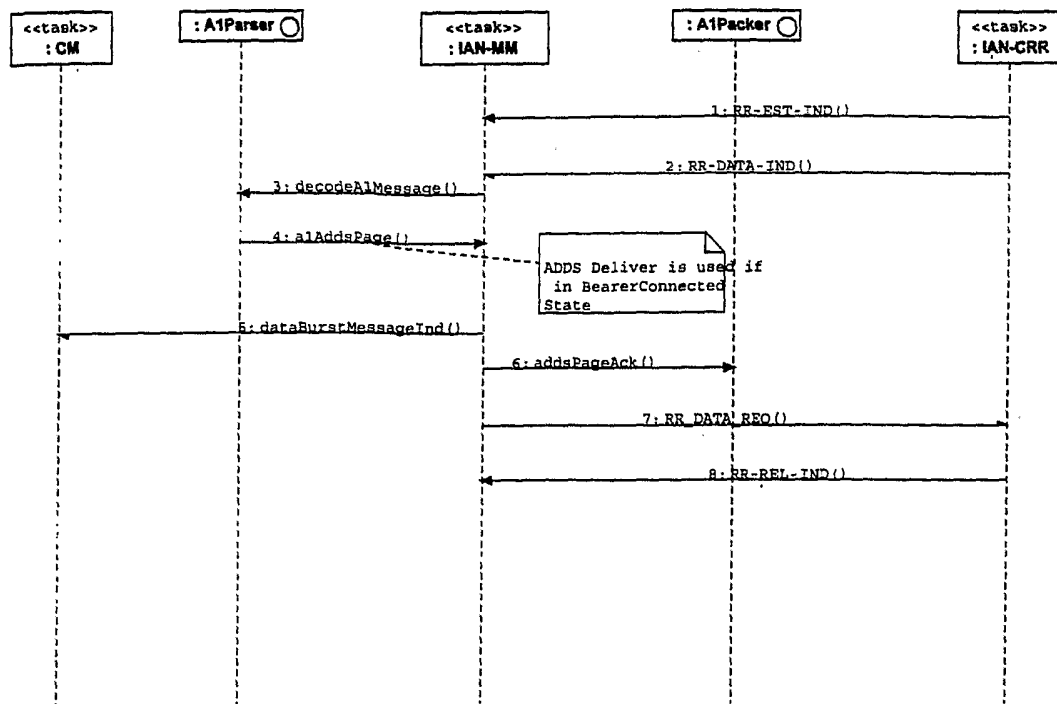 <<task>>
: CM
: A1Parser
<<task>>
: IAN-MM
: A1Packer
<<task>>
: IAN-CRR
1: RR-EST-IND()
2: RR-DATA-IND()
3: decodeA1Message()
4: a1AddsPage()
ADDS Deliver is used if
in BearerConnected
State
5: dataBurstMessageInd()
6: addsPageAck()
7: RR_DATA_REQ()
8: RR-REL-IND()